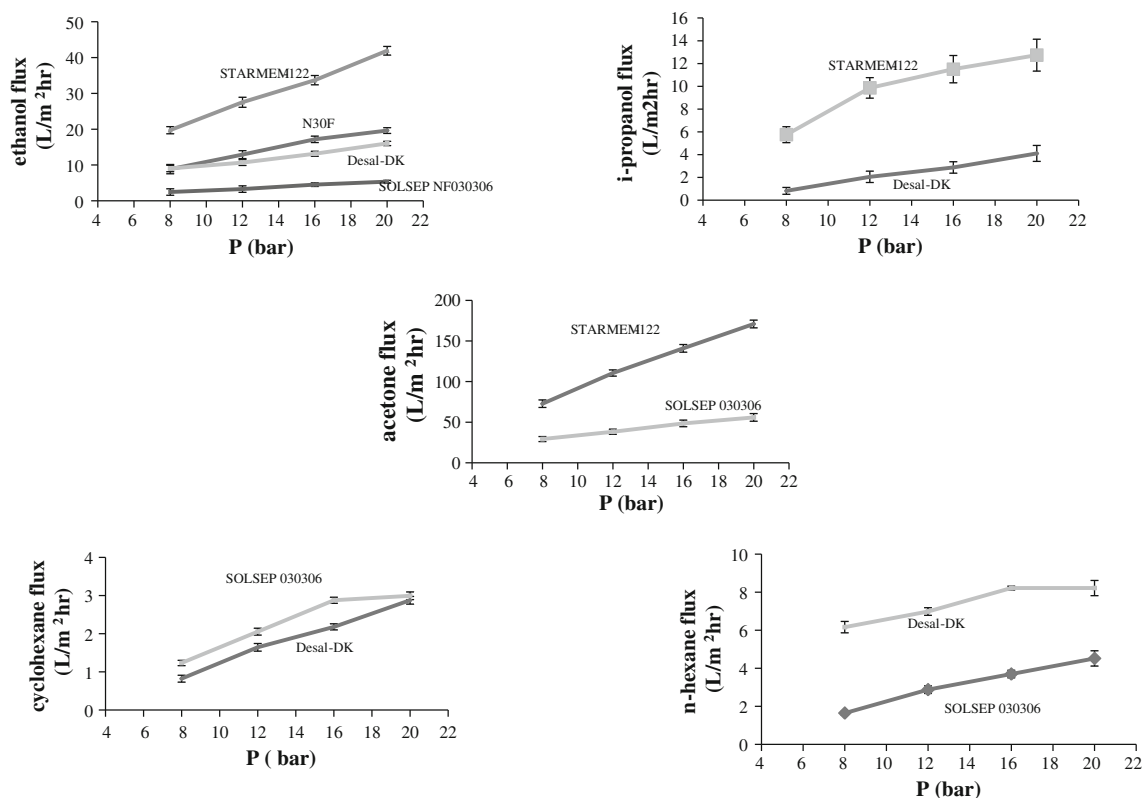 ethanol flux
(L/m ²hr)
50
40
30
20
10
0
STARMEM122
N30F
Desal-DK
SOLSEP NF030306
4 6 8 10 12 14 16 18 20 22
P (bar)
i-propanol flux
(L/m2hr)
16
14
12
10
8
6
4
2
0
STARMEM122
Desal-DK
4 6 8 10 12 14 16 18 20 22
P (bar)
acetone flux
(L/m ²hr)
200
150
100
50
0
STARMEM122
SOLSEP 030306
4 6 8 10 12 14 16 18 20 22
P (bar)
cyclohexane flux
(L/m ²hr)
4
3
2
1
0
SOLSEP 030306
Desal-DK
4 6 8 10 12 14 16 18 20 22
P ( bar)
n-hexane flux
(L/m ²hr)
10
8
6
4
2
0
Desal-DK
SOLSEP 030306
4 6 8 10 12 14 16 18 20 22
P (bar)